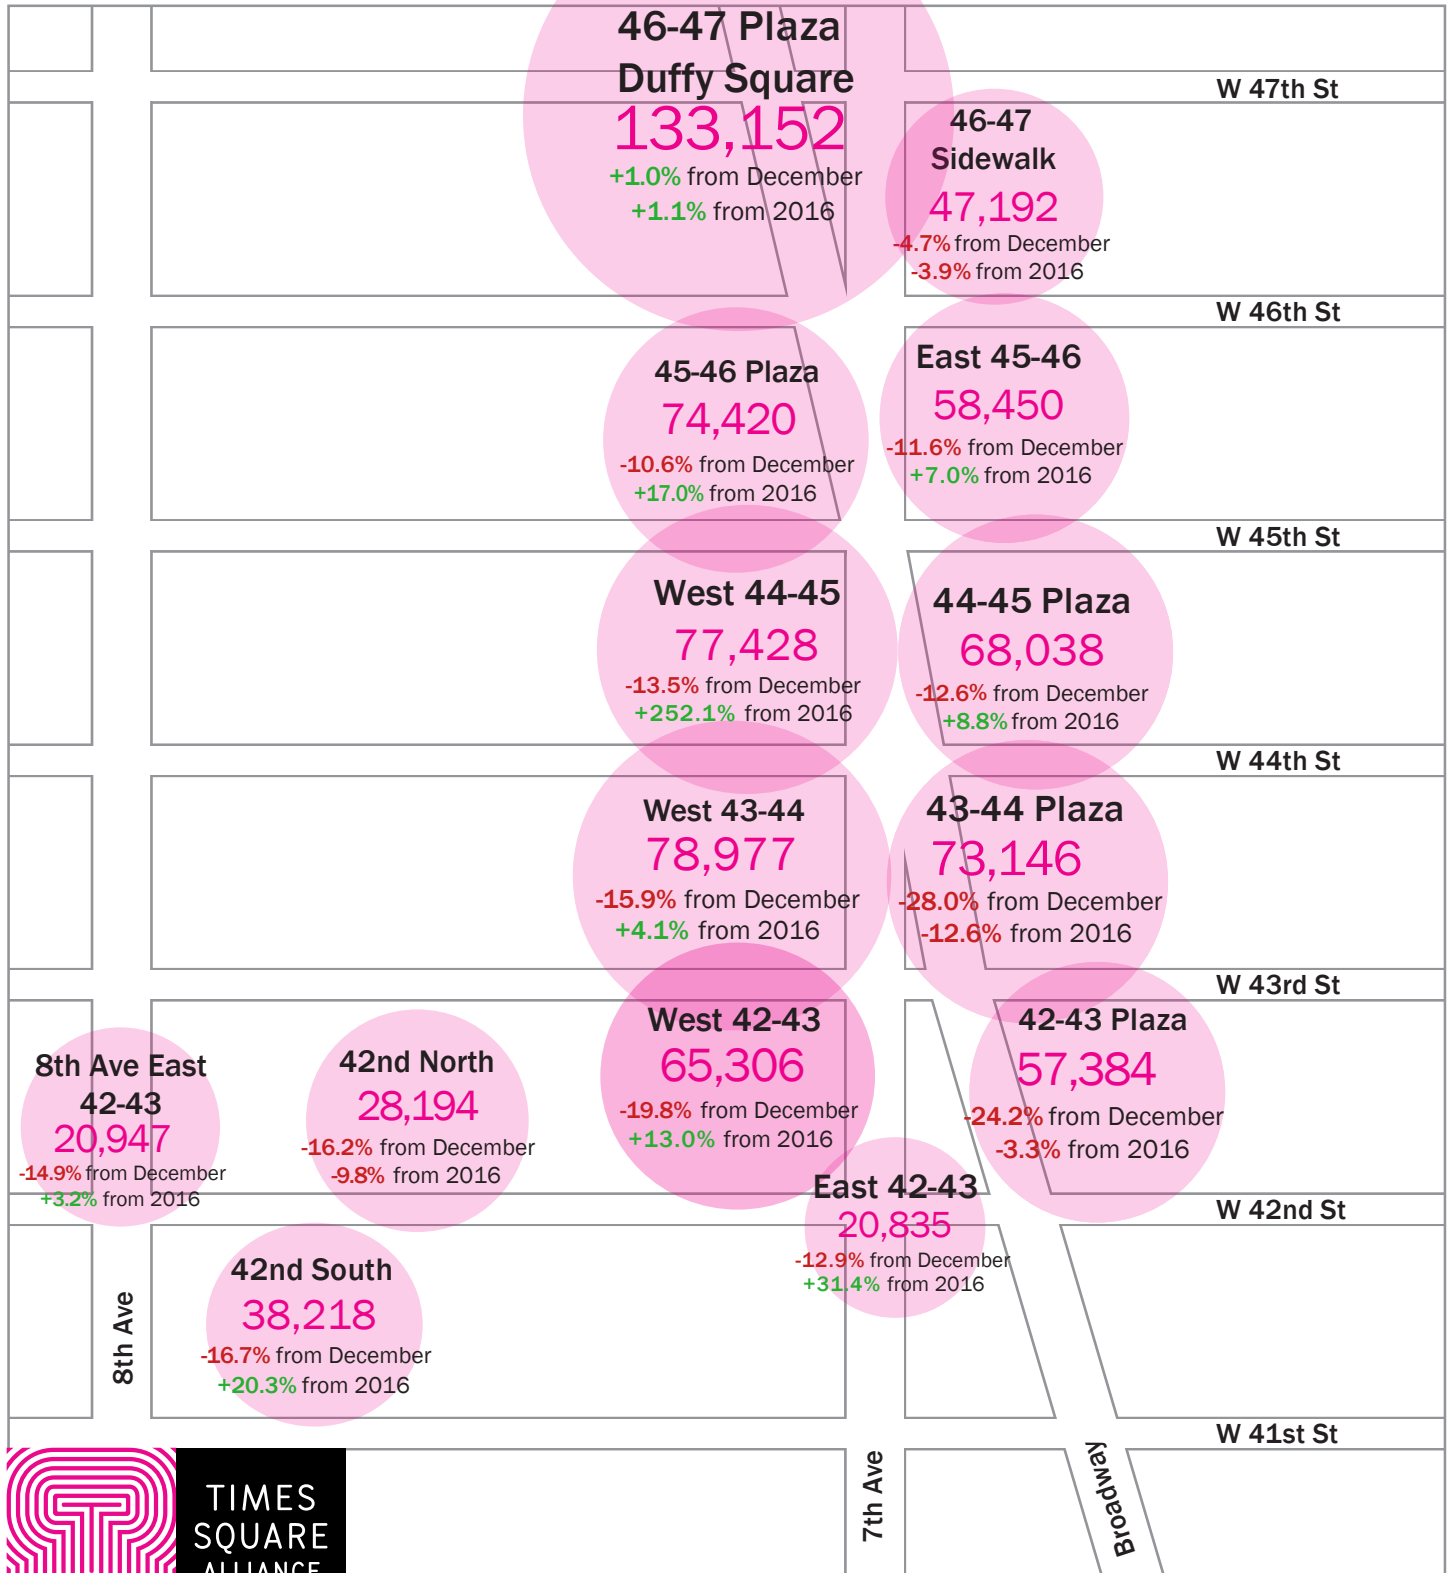 46-47 Plaza
Duffy Square
133,152
+1.0% from December
+1.1% from 2016
W 47th St
46-47
Sidewalk
47,192
-4.7% from December
-3.9% from 2016
W 46th St
45-46 Plaza
74,420
-10.6% from December
+17.0% from 2016
East 45-46
58,450
-11.6% from December
+7.0% from 2016
W 45th St
West 44-45
77,428
-13.5% from December
+252.1% from 2016
44-45 Plaza
68,038
-12.6% from December
+8.8% from 2016
W 44th St
West 43-44
78,977
-15.9% from December
+4.1% from 2016
43-44 Plaza
73,146
-28.0% from December
-12.6% from 2016
W 43rd St
8th Ave East
42-43
20,947
-14.9% from December
+3.2% from 2016
42nd North
28,194
-16.2% from December
-9.8% from 2016
West 42-43
65,306
-19.8% from December
+13.0% from 2016
42-43 Plaza
57,384
-24.2% from December
-3.3% from 2016
East 42-43
20,835
-12.9% from December
+31.4% from 2016
W 42nd St
42nd South
38,218
-16.7% from December
+20.3% from 2016
8th Ave
W 41st St
7th Ave
Broadway
TIMES
SQUARE
ALLIANCE